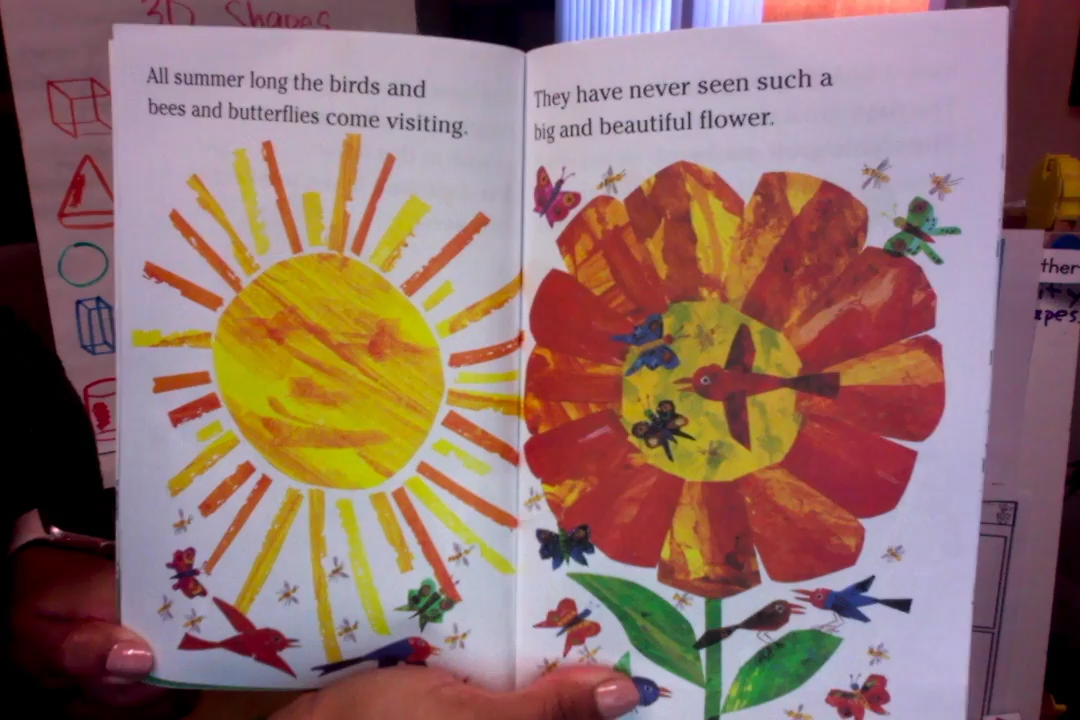 3D Shapes
All summer long the birds and
bees and butterflies come visiting.
They have never seen such a
big and beautiful flower.